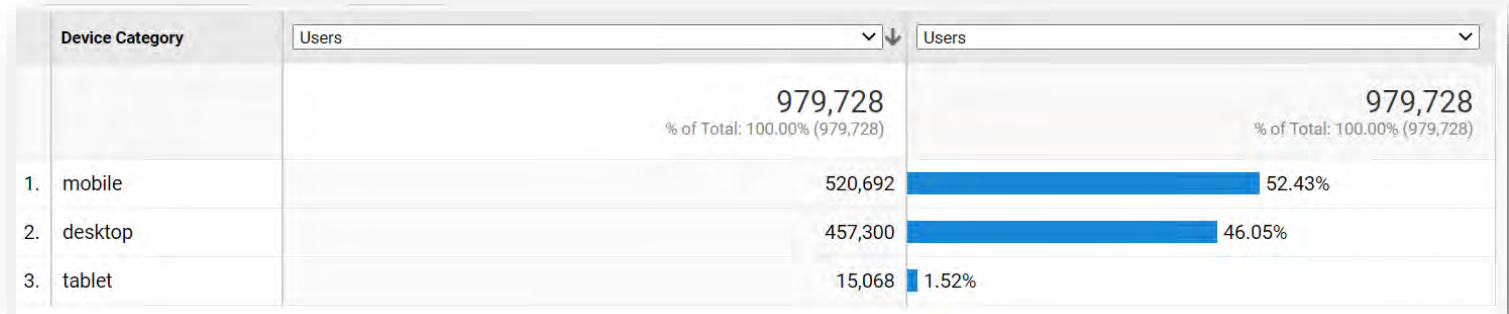 Device Category Users Users
979,728 979,728
% of Total: 100.00% (979,728) % of Total: 100.00% (979,728)
1. mobile 520,692 52.43%
2. desktop 457,300 46.05%
3. tablet 15,068 1.52%